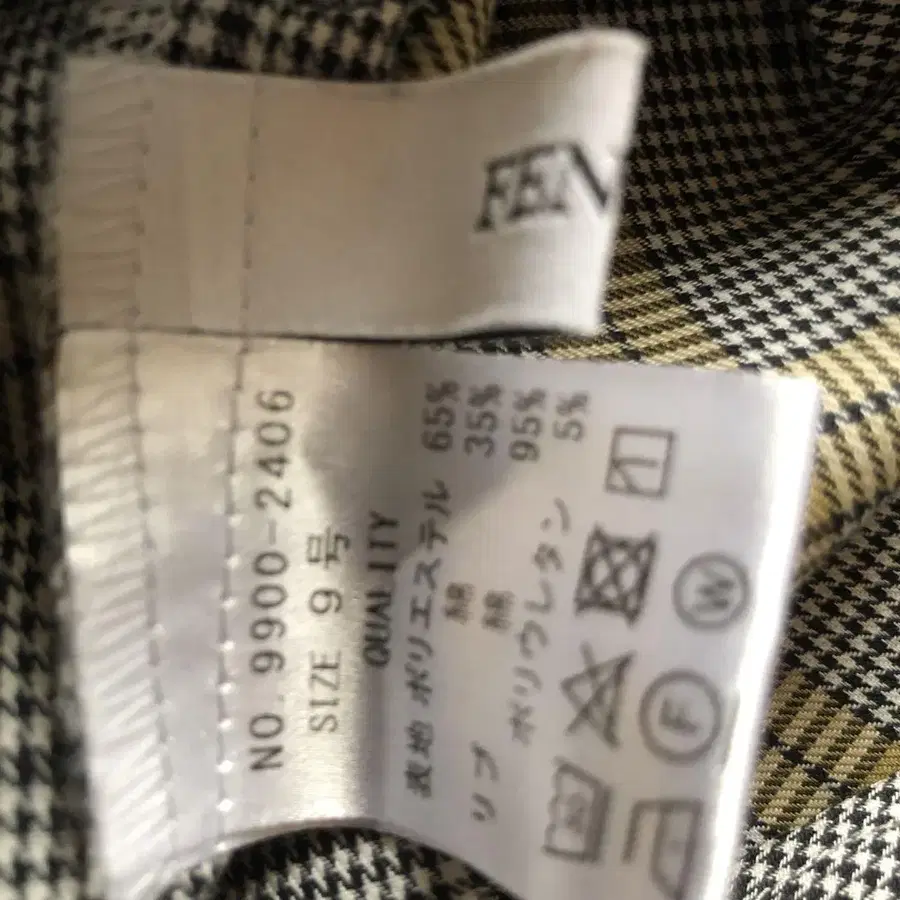 FEN
NO. 9900-2406
SIZE 9号
QUALITY
表地 ポリエステル 65%
綿 35%
リブ 綿 95%
ポリウレタン 5%
F
W